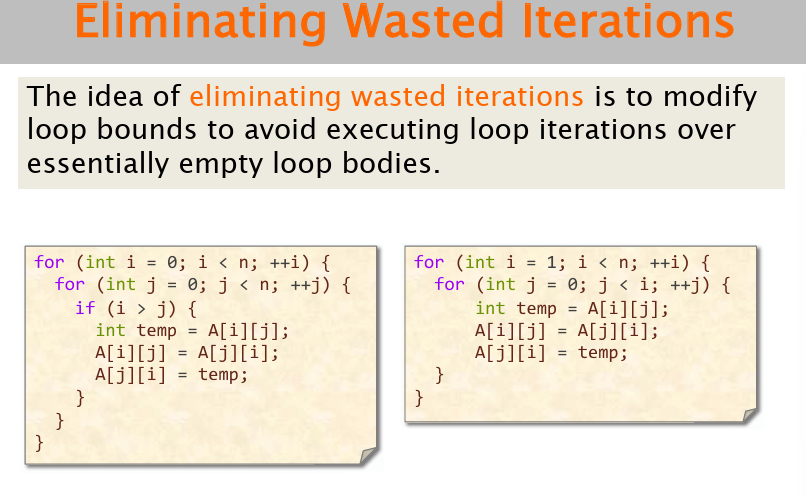 Eliminating Wasted Iterations
The idea of eliminating wasted iterations is to modify
loop bounds to avoid executing loop iterations over
essentially empty loop bodies.
for (int i = 0; i < n; ++i) {
  for (int j = 0; j < n; ++j) {
    if (i > j) {
      int temp = A[i][j];
      A[i][j] = A[j][i];
      A[j][i] = temp;
    }
  }
}
for (int i = 1; i < n; ++i) {
  for (int j = 0; j < i; ++j) {
      int temp = A[i][j];
      A[i][j] = A[j][i];
      A[j][i] = temp;
  }
}